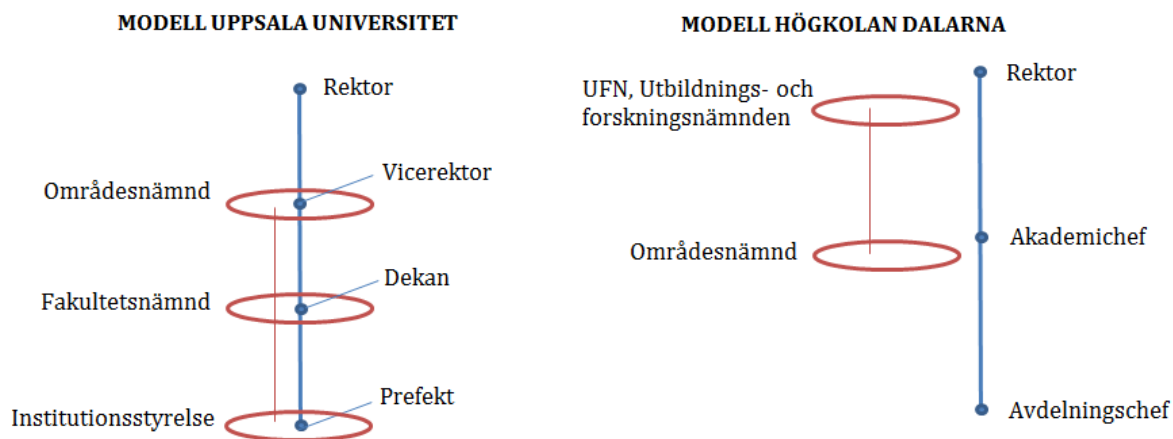 MODELL UPPSALA UNIVERSITET
Rektor
Vicerektor
Områdesnämnd
Dekan
Fakultetsnämnd
Prefekt
Institutionsstyrelse
MODELL HÖGKOLAN DALARNA
Rektor
UFN, Utbildnings- och
forskningsnämnden
Akademichef
Områdesnämnd
Avdelningschef